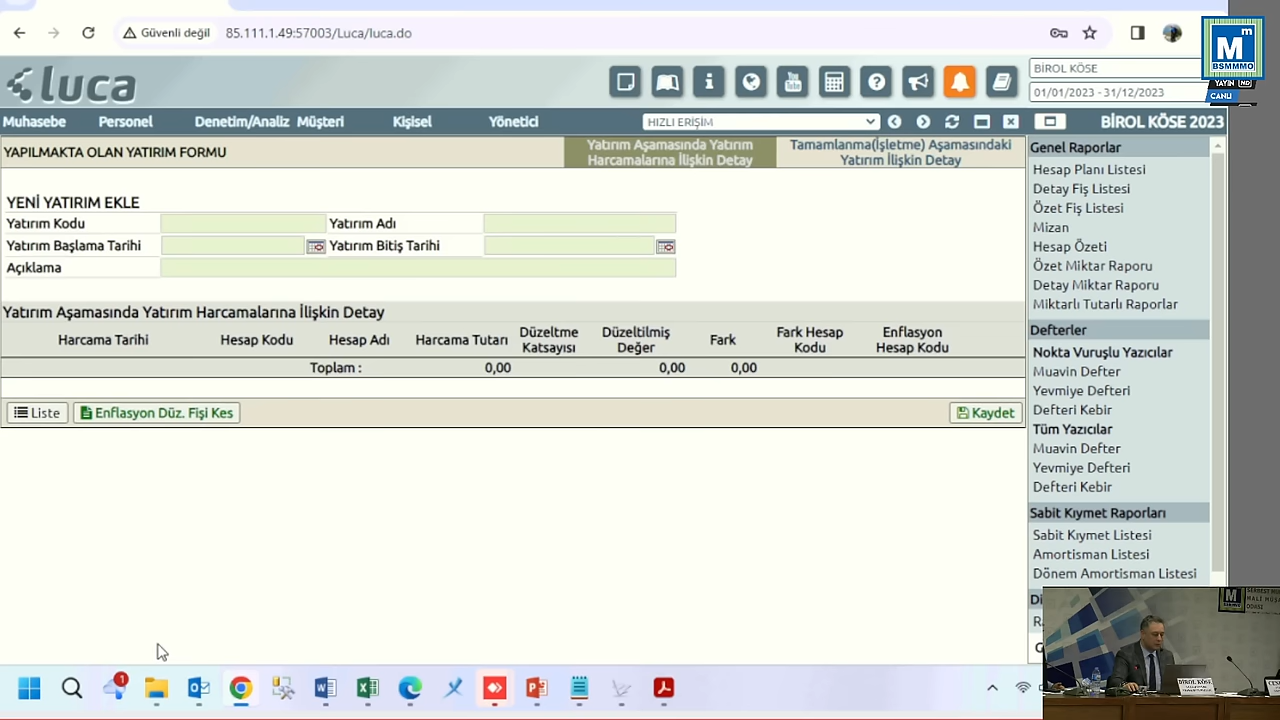 Güvenli değil
85.111.1.49:57003/Luca/luca.do
luca
BİROL KÖSE
01/01/2023 - 31/12/2023
M m
BSMMMO
YAYIN
CANLI
Muhasebe Personel Denetim/Analiz Müşteri Kişisel Yönetici
HIZLI ERİŞİM
BİROL KÖSE 2023
YAPILMAKTA OLAN YATIRIM FORMU
Yatırım Aşamasında Yatırım
Harcamalarına İlişkin Detay
Tamamlanma(İşletme) Aşamasındaki
Yatırım İlişkin Detay
YENİ YATIRIM EKLE
Yatırım Kodu Yatırım Adı
Yatırım Başlama Tarihi Yatırım Bitiş Tarihi
Açıklama
Yatırım Aşamasında Yatırım Harcamalarına İlişkin Detay
Harcama Tarihi Hesap Kodu Hesap Adı Harcama Tutarı Düzeltme Katsayısı Düzeltilmiş Değer Fark Fark Hesap Kodu Enflasyon Hesap Kodu
Toplam : 0,00 0,00 0,00
Liste Enflasyon Düz. Fişi Kes Kaydet
Genel Raporlar
Hesap Planı Listesi
Detay Fiş Listesi
Özet Fiş Listesi
Mizan
Hesap Özeti
Özet Miktar Raporu
Detay Miktar Raporu
Miktarlı Tutarlı Raporlar
Defterler
Nokta Vuruşlu Yazıcılar
Muavin Defter
Yevmiye Defteri
Defteri Kebir
Tüm Yazıcılar
Muavin Defter
Yevmiye Defteri
Defteri Kebir
Sabit Kıymet Raporları
Sabit Kıymet Listesi
Amortisman Listesi
Dönem Amortisman Listesi
1
BİROL KÖSE